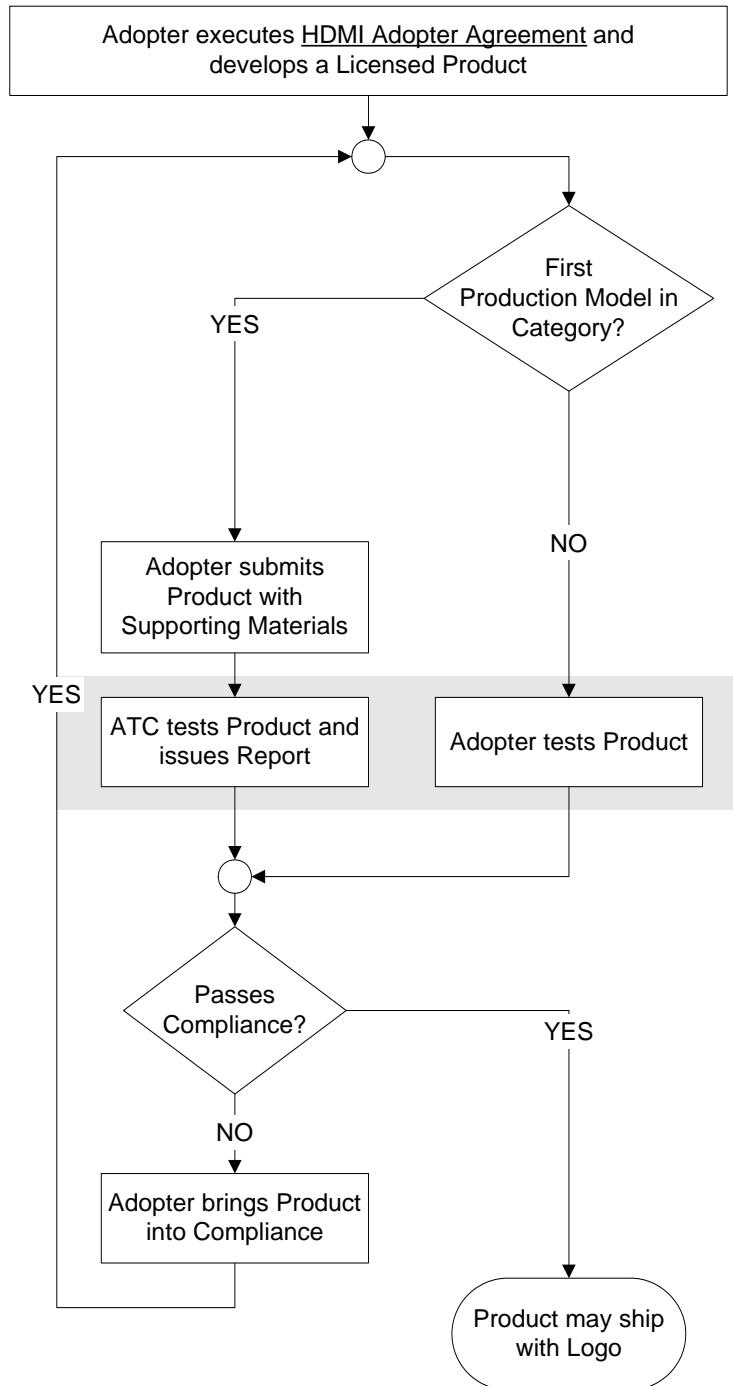 Adopter executes HDMI Adopter Agreement and
develops a Licensed Product
First
Production Model in
Category?
YES
NO
Adopter submits
Product with
Supporting Materials
YES
ATC tests Product and
issues Report
Adopter tests Product
Passes
Compliance?
YES
NO
Adopter brings Product
into Compliance
Product may ship
with Logo